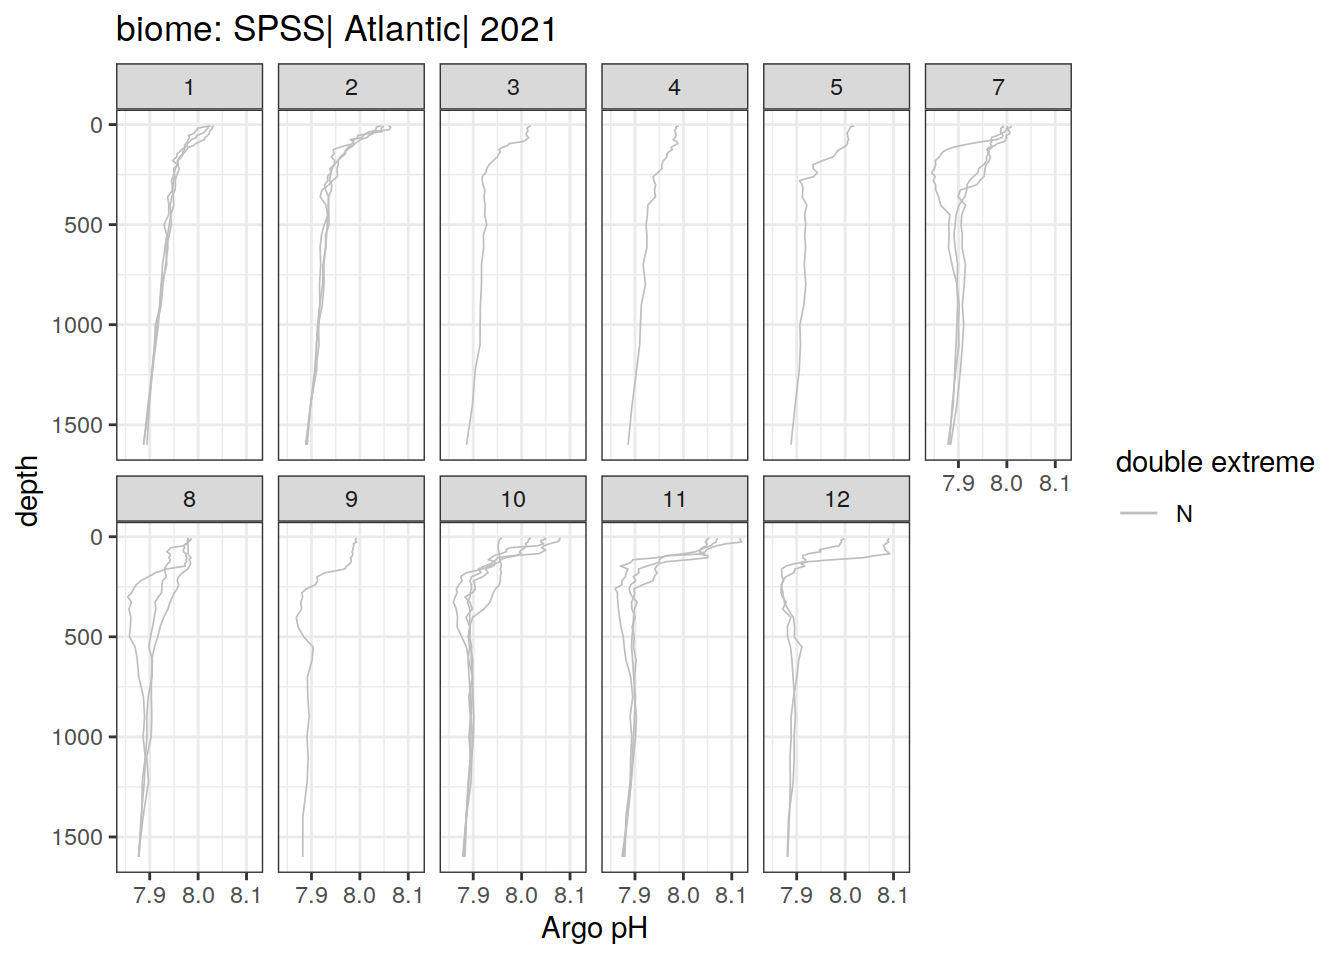 biome: SPSS| Atlantic| 2021
1 2 3 4 5 7
0
500
1000
1500
7.9 8.0 8.1
8 9 10 11 12
0
500
1000
1500
7.9 8.0 8.1 7.9 8.0 8.1 7.9 8.0 8.1 7.9 8.0 8.1 7.9 8.0 8.1
Argo pH
depth
double extreme
N